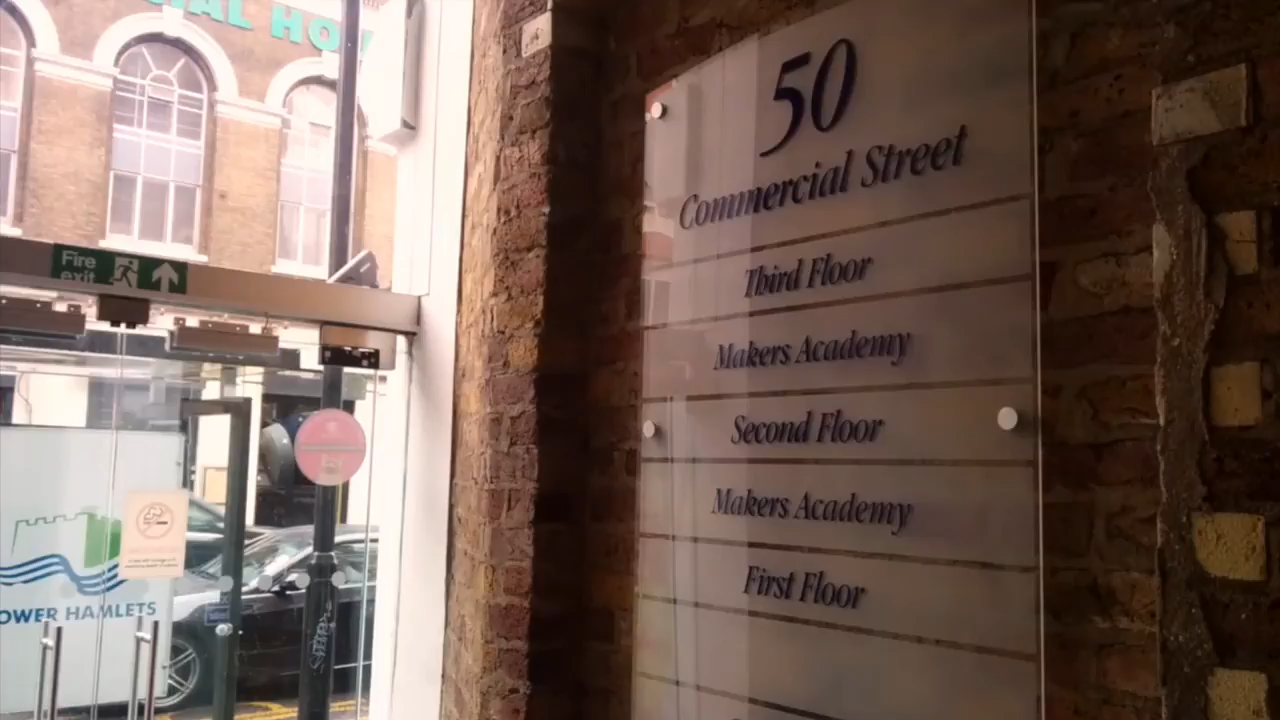 IAL HO
Fire
exit
OWER HAMLETS
50
Commercial Street
Third Floor
Makers Academy
Second Floor
Makers Academy
First Floor